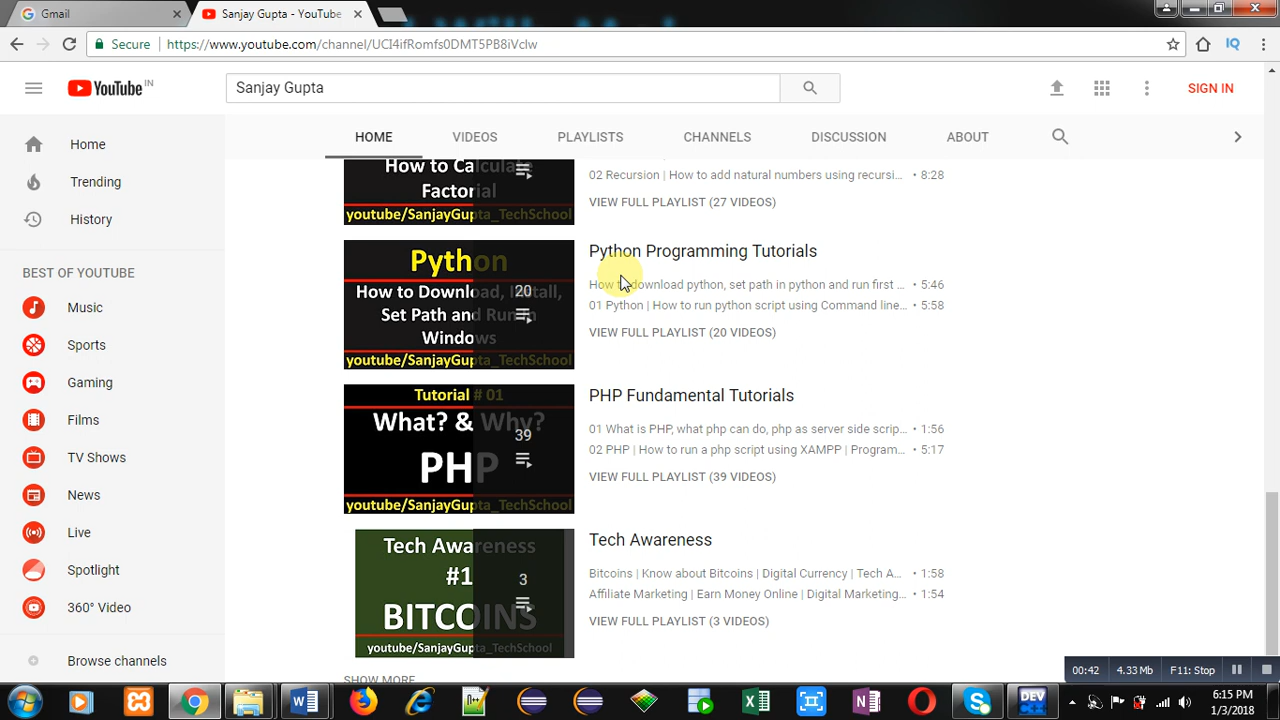 Gmail
Sanjay Gupta - YouTube
Secure
https://www.youtube.com/channel/UCI4ifRomfs0DMT5PB8iVclw
YouTube IN
Sanjay Gupta
SIGN IN
HOME
VIDEOS
PLAYLISTS
CHANNELS
DISCUSSION
ABOUT
Home
Trending
History
BEST OF YOUTUBE
Music
Sports
Gaming
Films
TV Shows
News
Live
Spotlight
360° Video
Browse channels
How to Calculate
Factorial
youtube/SanjayGupta_TechSchool
02 Recursion | How to add natural numbers using recursi... • 8:28
VIEW FULL PLAYLIST (27 VIDEOS)
Python
How to Download, Install,
Set Path and Run in
Windows
youtube/SanjayGupta_TechSchool
20
Python Programming Tutorials
How to download python, set path in python and run first ... • 5:46
01 Python | How to run python script using Command line... • 5:58
VIEW FULL PLAYLIST (20 VIDEOS)
Tutorial # 01
What? & Why?
PHP
youtube/SanjayGupta_TechSchool
39
PHP Fundamental Tutorials
01 What is PHP, what php can do, php as server side scrip... • 1:56
02 PHP | How to run a php script using XAMPP | Program... • 5:17
VIEW FULL PLAYLIST (39 VIDEOS)
Tech Awareness
#1
BITCOINS
youtube/SanjayGupta_TechSchool
3
Tech Awareness
Bitcoins | Know about Bitcoins | Digital Currency | Tech A... • 1:58
Affiliate Marketing | Earn Money Online | Digital Marketing... • 1:54
VIEW FULL PLAYLIST (3 VIDEOS)
SHOW MORE
00:42
4.33 MB
F11: Stop
DEV
6:15 PM
1/3/2018